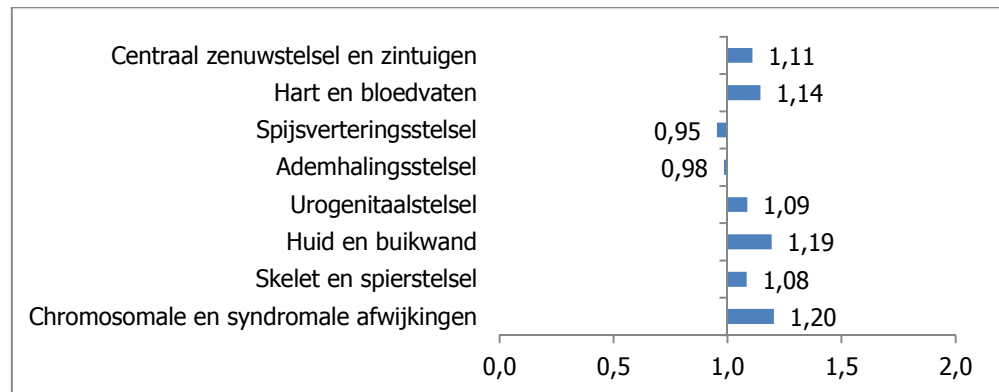 Centraal zenuwstelsel en zintuigen 1,11
Hart en bloedvaten 1,14
Spijsverteringsstelsel 0,95
Ademhalingsstelsel 0,98
Urogenitaalstelsel 1,09
Huid en buikwand 1,19
Skelet en spierstelsel 1,08
Chromosomale en syndromale afwijkingen 1,20
0,0 0,5 1,0 1,5 2,0